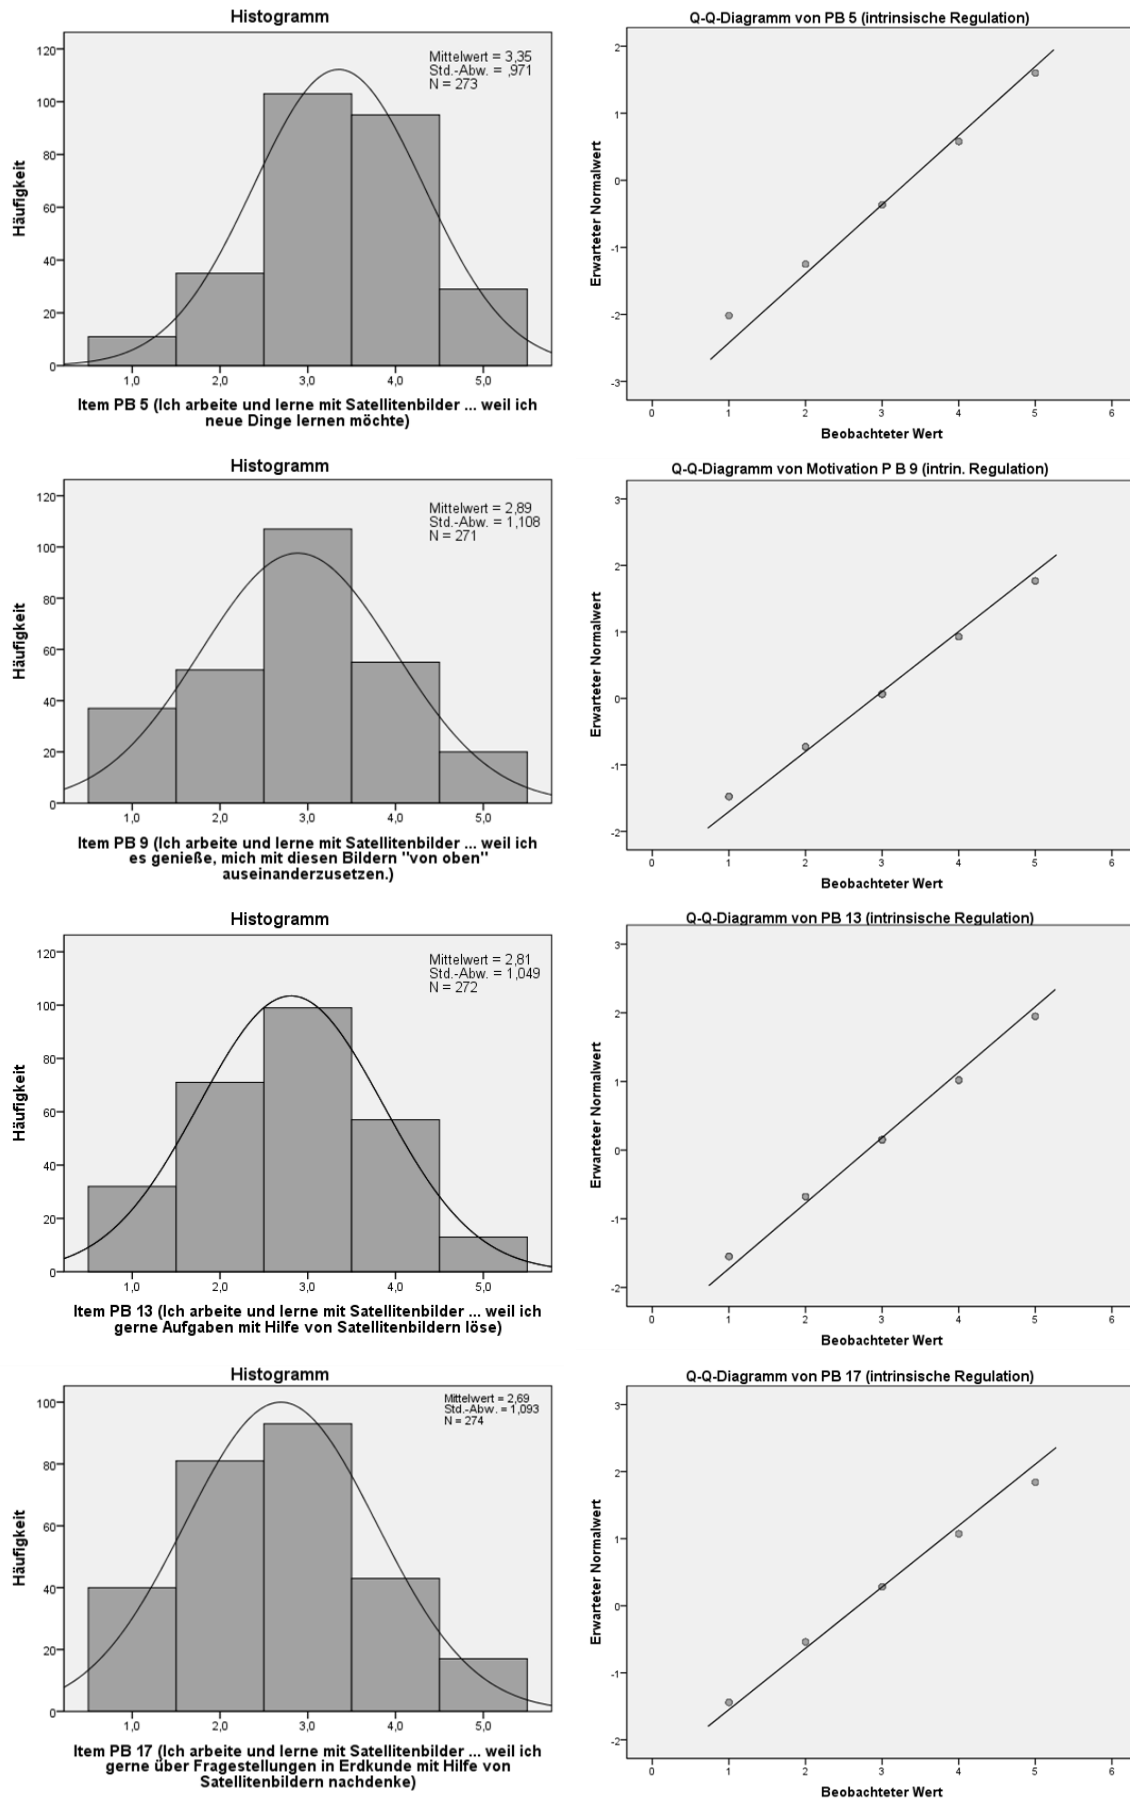 Histogramm
Mittelwert = 3,35
Std.-Abw. = ,971
N = 273
Häufigkeit
120
100
80
60
40
20
0
1,0 2,0 3,0 4,0 5,0
Item PB 5 (Ich arbeite und lerne mit Satellitenbilder ... weil ich
neue Dinge lernen möchte)
Q-Q-Diagramm von PB 5 (intrinsische Regulation)
Erwarteter Normalwert
2
1
0
-1
-2
-3
0 1 2 3 4 5 6
Beobachteter Wert
Histogramm
Mittelwert = 2,89
Std.-Abw. = 1,108
N = 271
Häufigkeit
120
100
80
60
40
20
0
1,0 2,0 3,0 4,0 5,0
Item PB 9 (Ich arbeite und lerne mit Satellitenbilder ... weil ich
es genieße, mich mit diesen Bildern "von oben"
auseinanderzusetzen.)
Q-Q-Diagramm von Motivation P B 9 (intrin. Regulation)
Erwarteter Normalwert
3
2
1
0
-1
-2
0 1 2 3 4 5 6
Beobachteter Wert
Histogramm
Mittelwert = 2,81
Std.-Abw. = 1,049
N = 272
Häufigkeit
120
100
80
60
40
20
0
1,0 2,0 3,0 4,0 5,0
Item PB 13 (Ich arbeite und lerne mit Satellitenbilder ... weil ich
gerne Aufgaben mit Hilfe von Satellitenbildern löse)
Q-Q-Diagramm von PB 13 (intrinsische Regulation)
Erwarteter Normalwert
3
2
1
0
-1
-2
0 1 2 3 4 5 6
Beobachteter Wert
Histogramm
Mittelwert = 2,69
Std.-Abw. = 1,093
N = 274
Häufigkeit
100
80
60
40
20
0
1,0 2,0 3,0 4,0 5,0
Item PB 17 (Ich arbeite und lerne mit Satellitenbilder ... weil ich
gerne über Fragestellungen in Erdkunde mit Hilfe von
Satellitenbildern nachdenke)
Q-Q-Diagramm von PB 17 (intrinsische Regulation)
Erwarteter Normalwert
3
2
1
0
-1
-2
0 1 2 3 4 5 6
Beobachteter Wert